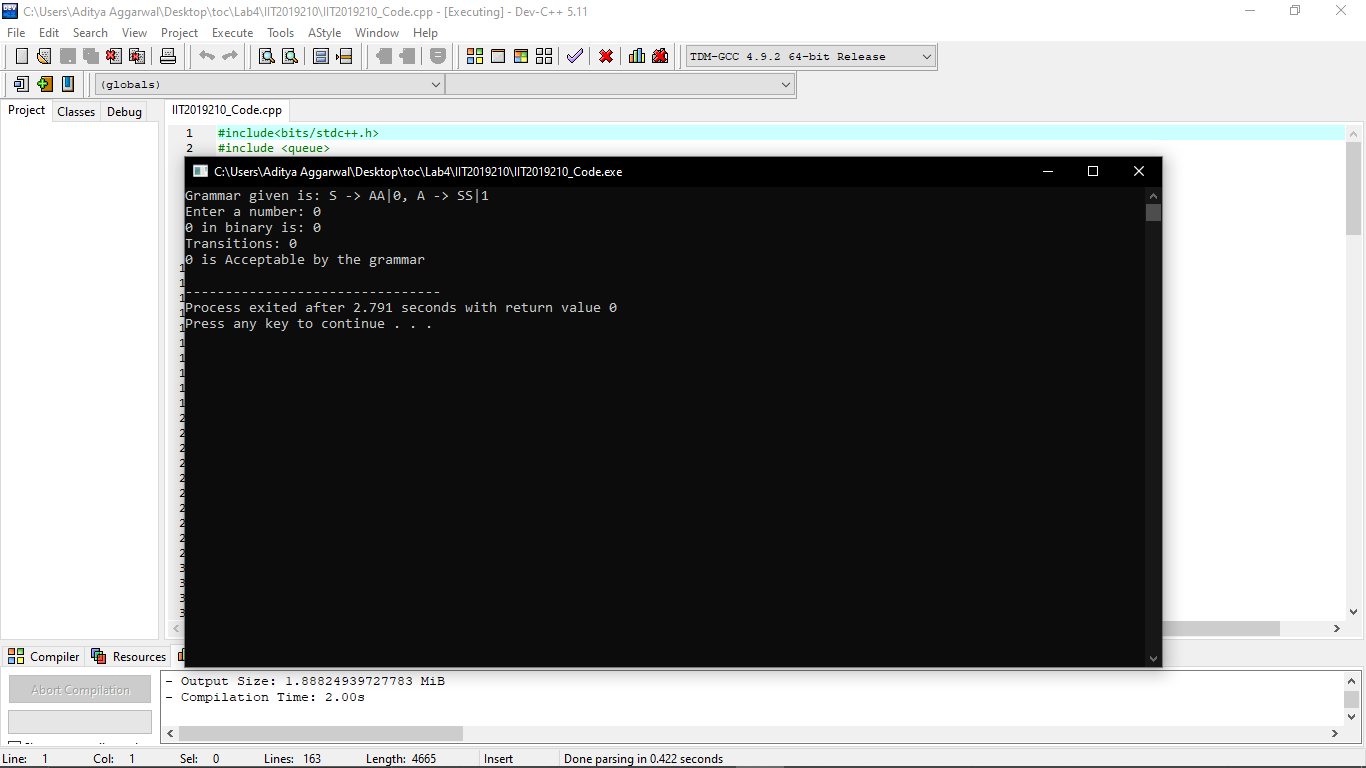 C:\Users\Aditya Aggarwal\Desktop\toc\Lab4\IIT2019210\IIT2019210_Code.cpp - [Executing] - Dev-C++ 5.11
File Edit Search View Project Execute Tools AStyle Window Help
TDM-GCC 4.9.2 64-bit Release
(globals)
Project Classes Debug
IIT2019210_Code.cpp
1 #include<bits/stdc++.h>
2 #include <queue>
C:\Users\Aditya Aggarwal\Desktop\toc\Lab4\IIT2019210\IIT2019210_Code.exe
Grammar given is: S -> AA|0, A -> SS|1
Enter a number: 0
0 in binary is: 0
Transitions: 0
0 is Acceptable by the grammar
--------------------------------
Process exited after 2.791 seconds with return value 0
Press any key to continue . . .
Compiler Resources
Abort Compilation
- Output Size: 1.88824939727783 MiB
- Compilation Time: 2.00s
Line: 1 Col: 1 Sel: 0 Lines: 163 Length: 4665 Insert Done parsing in 0.422 seconds